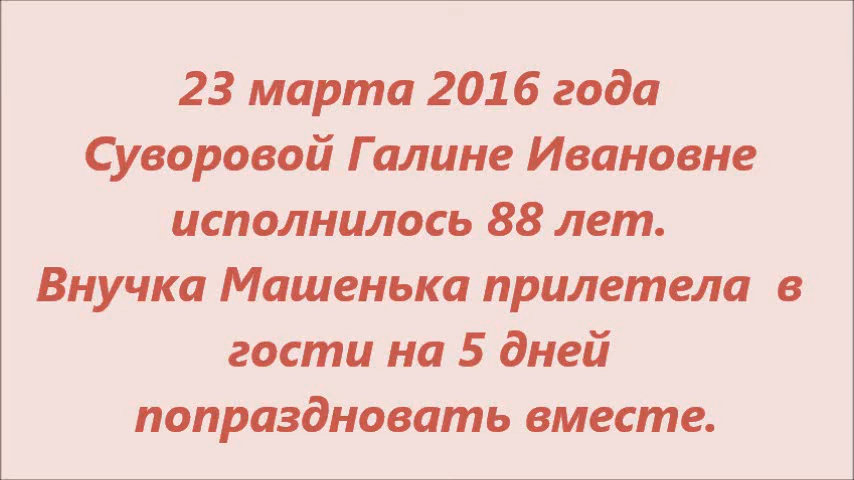 23 марта 2016 года
Суворовой Галине Ивановне
исполнилось 88 лет.
Внучка Машенька прилетела в
гости на 5 дней
попраздновать вместе.